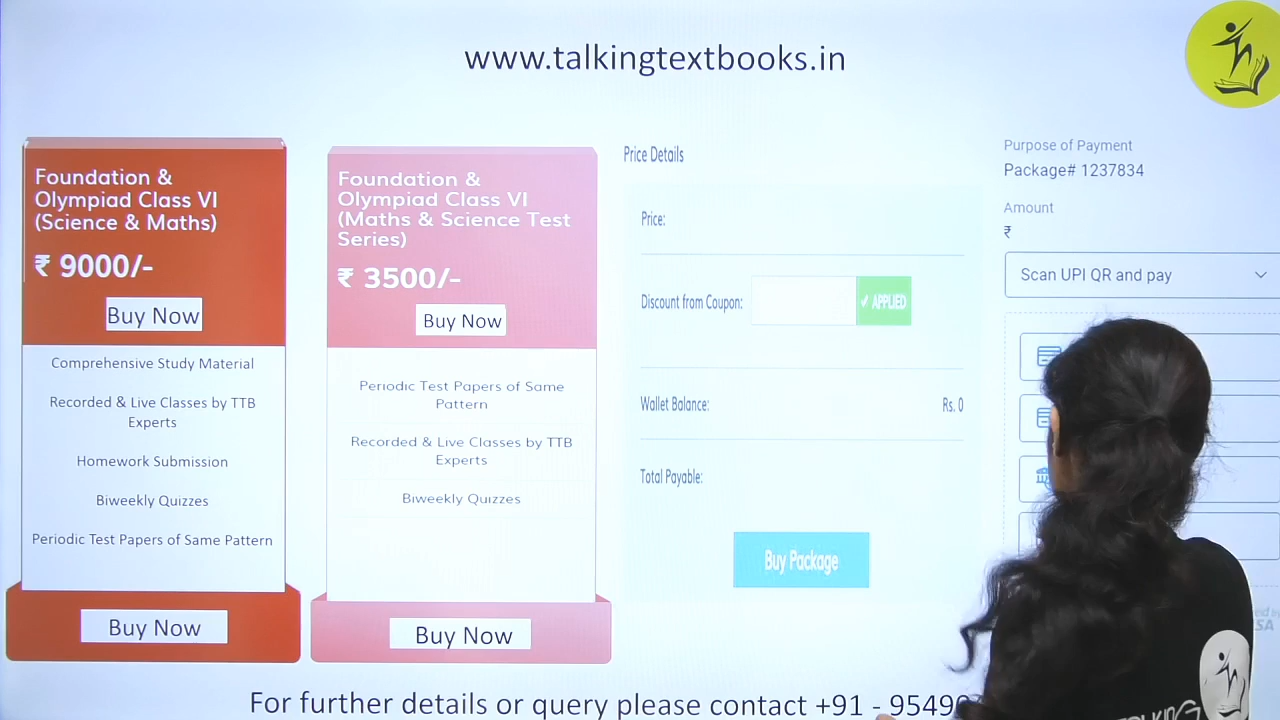 www.talkingtextbooks.in
Foundation &
Olympiad Class VI
(Science & Maths)
₹ 9000/-
Buy Now
Comprehensive Study Material
Recorded & Live Classes by TTB
Experts
Homework Submission
Biweekly Quizzes
Periodic Test Papers of Same Pattern
Buy Now
Foundation &
Olympiad Class VI
(Maths & Science Test
Series)
₹ 3500/-
Buy Now
Periodic Test Papers of Same
Pattern
Recorded & Live Classes by TTB
Experts
Biweekly Quizzes
Buy Now
Price Details
Price:
Discount from Coupon:
✓ APPLIED
Wallet Balance: Rs. 0
Total Payable:
Buy Package
Purpose of Payment
Package# 1237834
Amount
₹
Scan UPI QR and pay
For further details or query please contact +91 - 9549